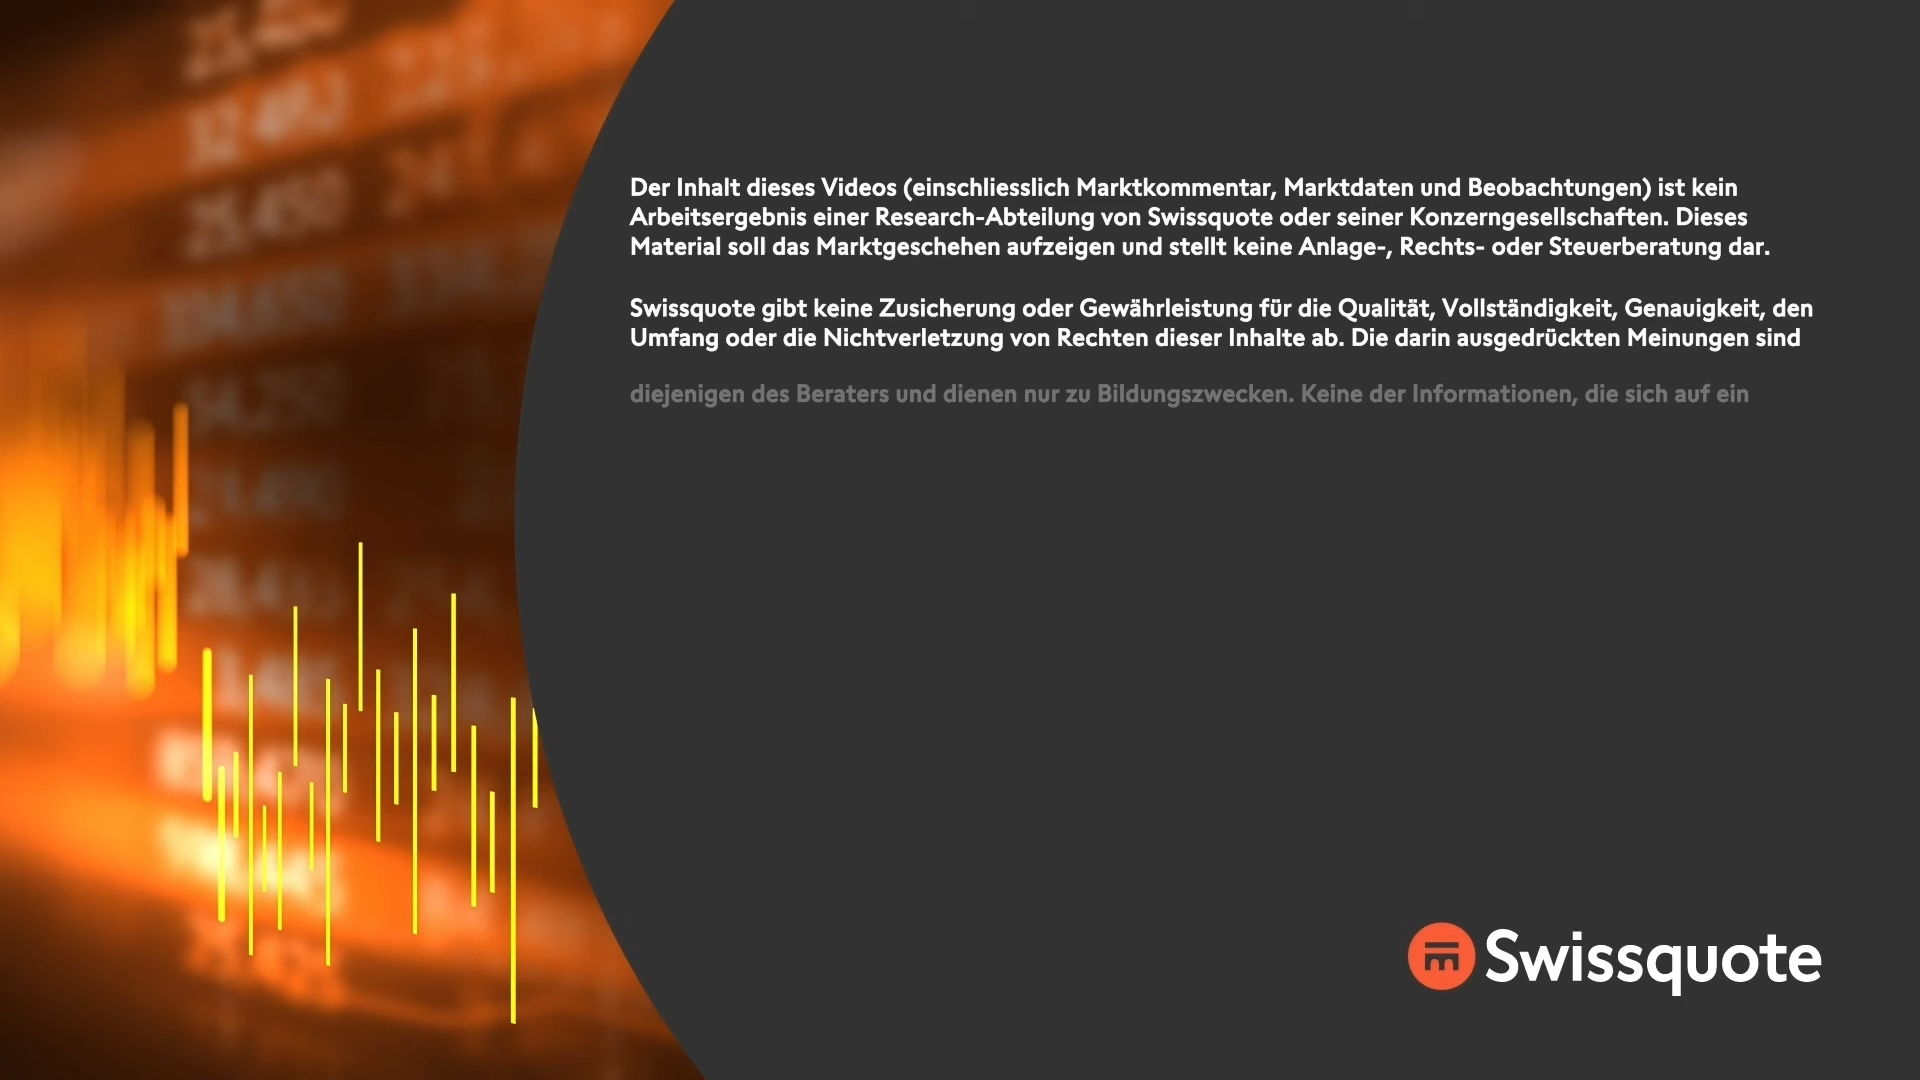 Der Inhalt dieses Videos (einschliesslich Marktkommentar, Marktdaten und Beobachtungen) ist kein
Arbeitsergebnis einer Research-Abteilung von Swissquote oder seiner Konzerngesellschaften. Dieses
Material soll das Marktgeschehen aufzeigen und stellt keine Anlage-, Rechts- oder Steuerberatung dar.
Swissquote gibt keine Zusicherung oder Gewährleistung für die Qualität, Vollständigkeit, Genauigkeit, den
Umfang oder die Nichtverletzung von Rechten dieser Inhalte ab. Die darin ausgedrückten Meinungen sind
diejenigen des Beraters und dienen nur zu Bildungszwecken. Keine der Informationen, die sich auf ein
Swissquote